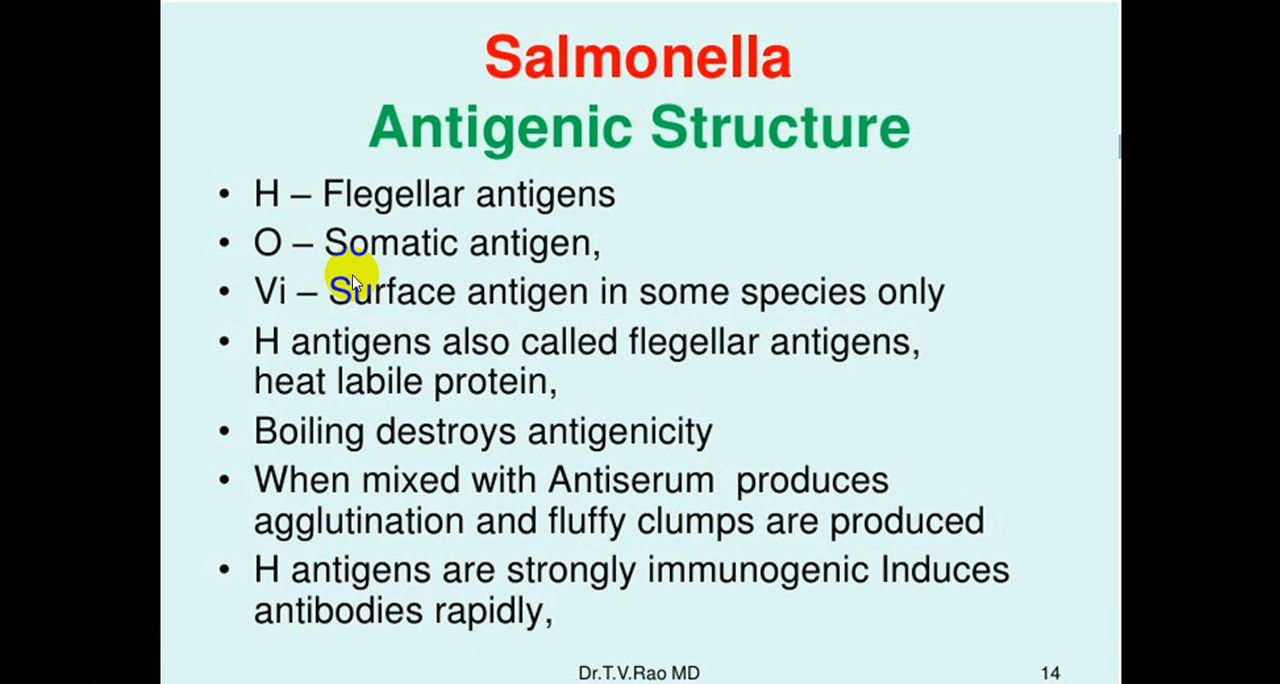 Salmonella
Antigenic Structure
• H – Flegellar antigens
• O – Somatic antigen,
• Vi – Surface antigen in some species only
• H antigens also called flegellar antigens,
heat labile protein,
• Boiling destroys antigenicity
• When mixed with Antiserum  produces
agglutination and fluffy clumps are produced
• H antigens are strongly immunogenic Induces
antibodies rapidly,
Dr.T.V.Rao MD
14